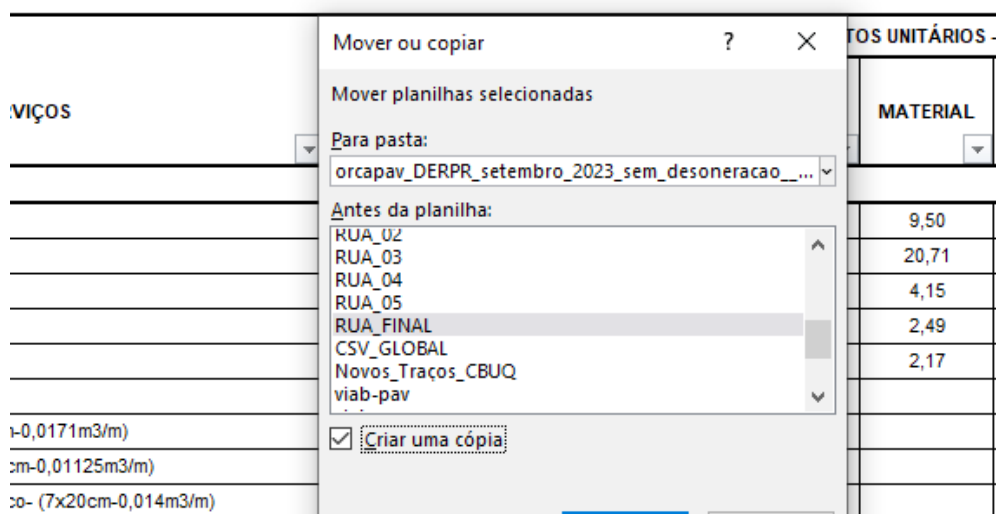 Mover ou copiar ?
TOS UNITÁRIOS -
Mover planilhas selecionadas
VIÇOS
MATERIAL
Para pasta:
orcapav_DERPR_setembro_2023_sem_desoneracao__...
Antes da planilha:
RUA_02
9,50
RUA_03
20,71
RUA_04
4,15
RUA_05
RUA_FINAL
2,49
CSV_GLOBAL
2,17
Novos_Traços_CBUQ
viab-pav
-0,0171m3/m)
Criar uma cópia
cm-0,01125m3/m)
co- (7x20cm-0,014m3/m)